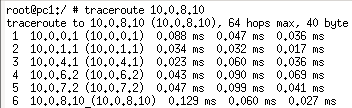 root@pc1:/ # traceroute 10.0.8.10
traceroute to 10.0.8.10 (10.0.8.10), 64 hops max, 40 byte
1 10.0.0.1 (10.0.0.1) 0.088 ms 0.047 ms 0.036 ms
2 10.0.1.1 (10.0.1.1) 0.034 ms 0.032 ms 0.017 ms
3 10.0.4.1 (10.0.4.1) 0.023 ms 0.060 ms 0.036 ms
4 10.0.6.2 (10.0.6.2) 0.043 ms 0.090 ms 0.069 ms
5 10.0.7.2 (10.0.7.2) 0.047 ms 0.099 ms 0.041 ms
6 10.0.8.10 (10.0.8.10) 0.129 ms 0.060 ms 0.027 ms